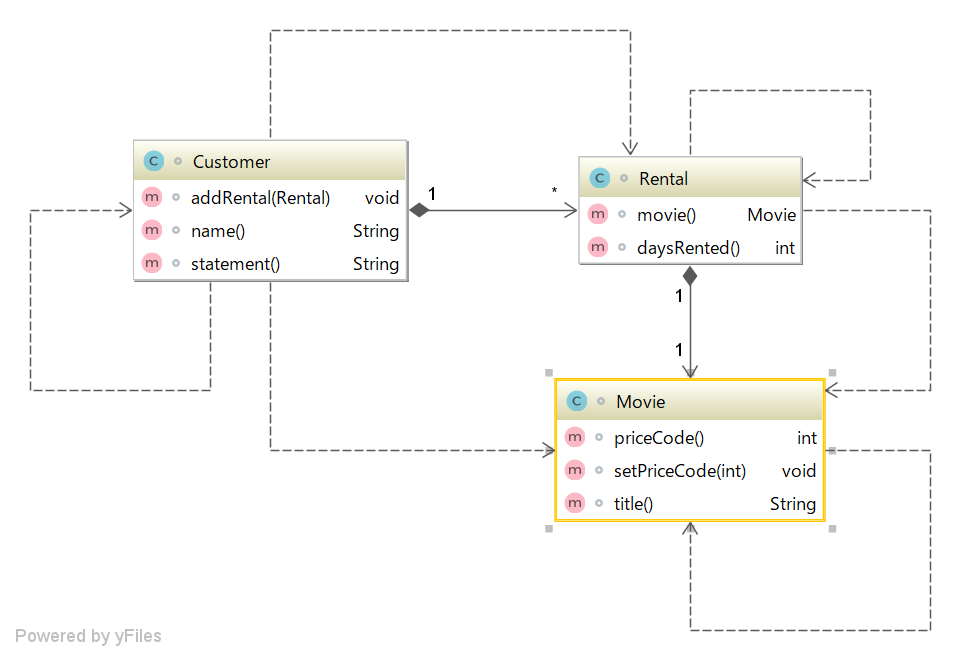 C Customer
m addRental(Rental) void
m name() String
m statement() String
1
*
C Rental
m movie() Movie
m daysRented() int
1
1
C Movie
m priceCode() int
m setPriceCode(int) void
m title() String
Powered by yFiles